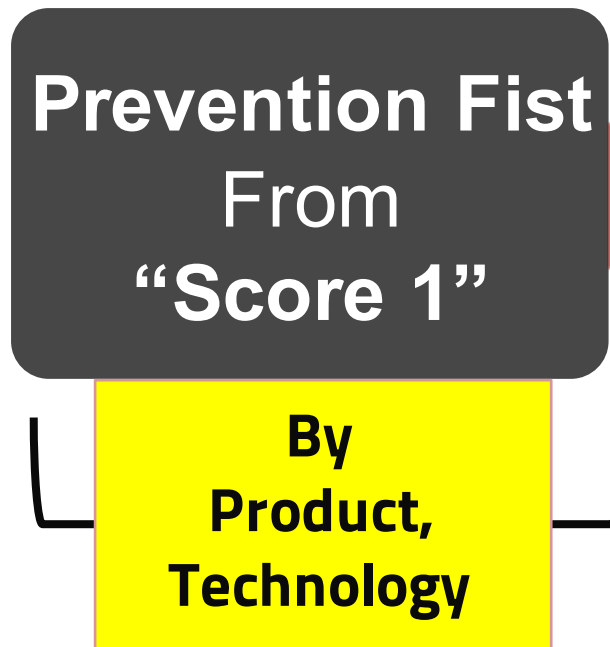 Prevention Fist
From
“Score 1”
By
Product,
Technology